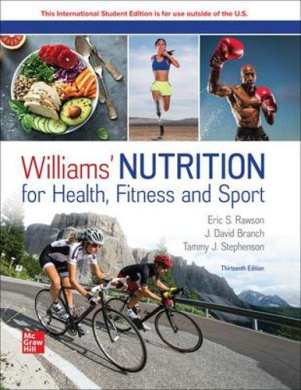 This International Student Edition is for use outside of the U.S.
Williams' NUTRITION
for Health, Fitness and Sport
Eric S. Rawson
J. David Branch
Tammy J. Stephenson
Thirteenth Edition
Mc
Graw
Hill